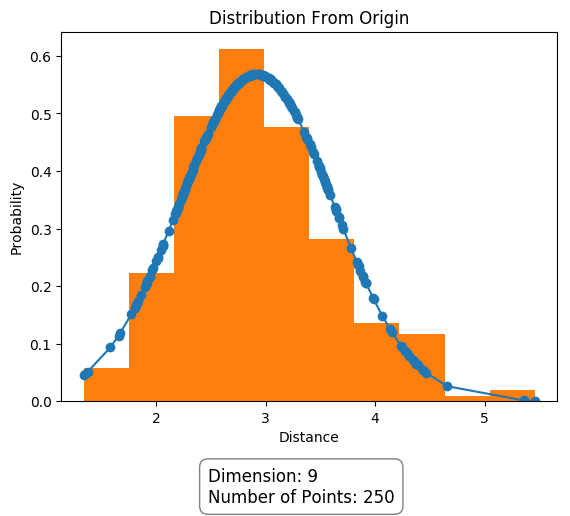 Distribution From Origin
0.6
0.5
0.4
0.3
0.2
0.1
0.0
Probability
2 3 4 5
Distance
Dimension: 9
Number of Points: 250